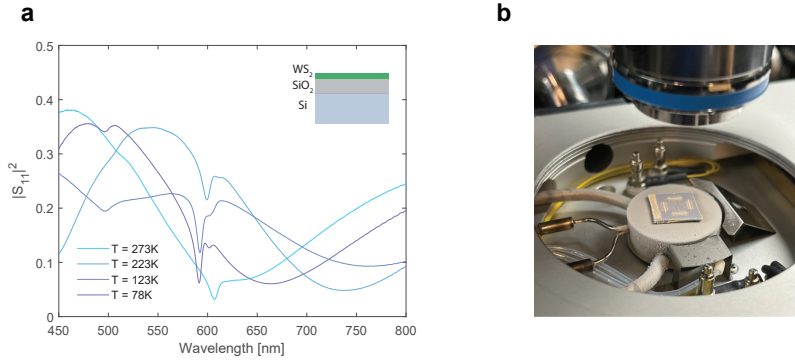 a
b
0.5
0.4
0.3
0.2
0.1
0
|S11|2
WS2
SiO2
Si
T = 273K
T = 223K
T = 123K
T = 78K
450 500 550 600 650 700 750 800
Wavelength [nm]